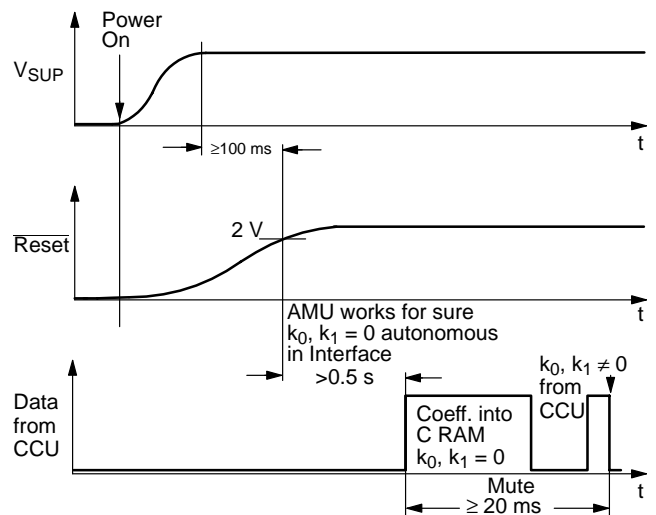 Power
On
V_SUP
≥100 ms
t
2 V
Reset
t
AMU works for sure
k₀, k₁ = 0 autonomous
in Interface
>0.5 s
k₀, k₁ ≠ 0
from
CCU
Data
from
CCU
Coeff. into
C RAM
k₀, k₁ = 0
t
Mute
≥ 20 ms